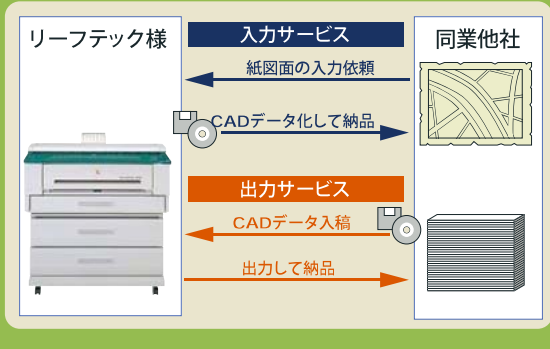 リーフテック様
入力サービス
同業他社
紙図面の入力依頼
CADデータ化して納品
出力サービス
CADデータ入稿
出力して納品